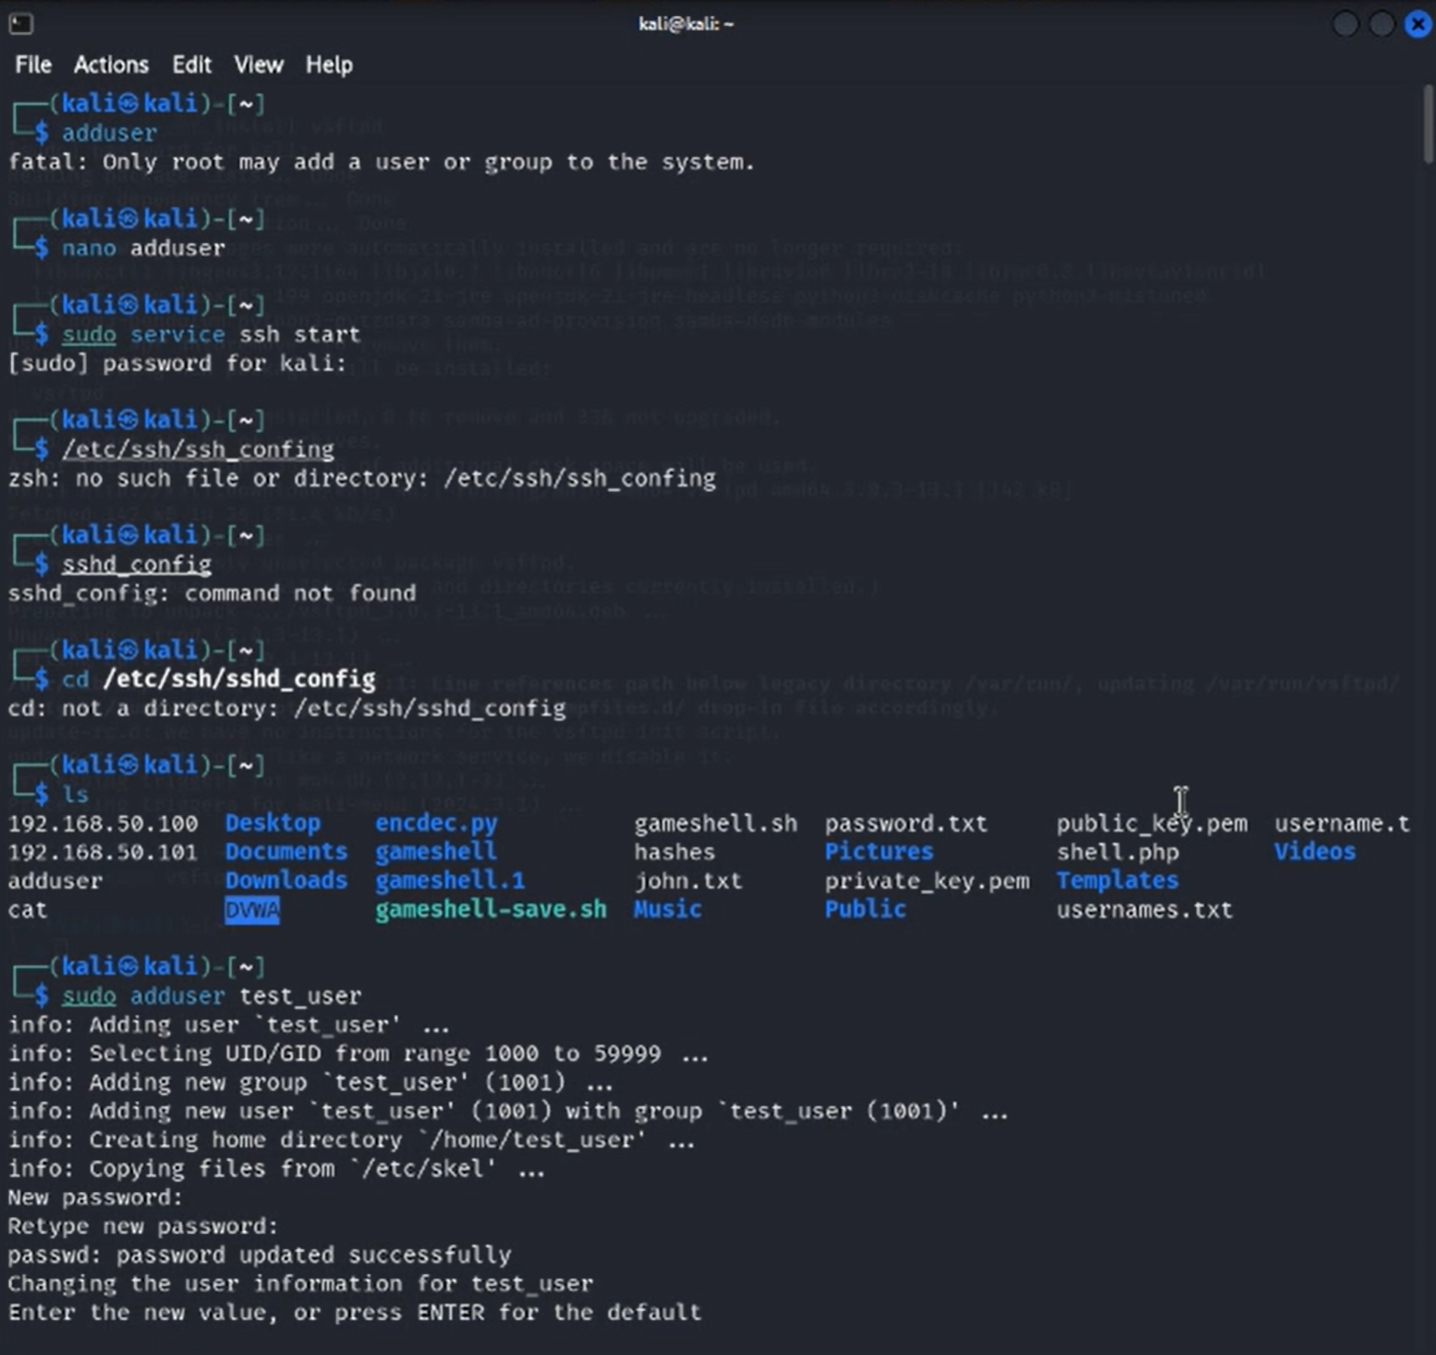 kali@kali: ~
File Actions Edit View Help
┌──(kali㉿kali)-[~]
└─$ adduser
fatal: Only root may add a user or group to the system.
┌──(kali㉿kali)-[~]
└─$ nano adduser
┌──(kali㉿kali)-[~]
└─$ sudo service ssh start
[sudo] password for kali:
┌──(kali㉿kali)-[~]
└─$ /etc/ssh/ssh_confing
zsh: no such file or directory: /etc/ssh/ssh_confing
┌──(kali㉿kali)-[~]
└─$ sshd_config
sshd_config: command not found
┌──(kali㉿kali)-[~]
└─$ cd /etc/ssh/sshd_config
cd: not a directory: /etc/ssh/sshd_config
┌──(kali㉿kali)-[~]
└─$ ls
192.168.50.100 Desktop encdec.py gameshell.sh password.txt public_key.pem username.t
192.168.50.101 Documents gameshell hashes Pictures shell.php Videos
adduser Downloads gameshell.1 john.txt private_key.pem Templates
cat DVWA gameshell-save.sh Music Public usernames.txt
┌──(kali㉿kali)-[~]
└─$ sudo adduser test_user
info: Adding user `test_user' ...
info: Selecting UID/GID from range 1000 to 59999 ...
info: Adding new group `test_user' (1001) ...
info: Adding new user `test_user' (1001) with group `test_user (1001)' ...
info: Creating home directory `/home/test_user' ...
info: Copying files from `/etc/skel' ...
New password:
Retype new password:
passwd: password updated successfully
Changing the user information for test_user
Enter the new value, or press ENTER for the default